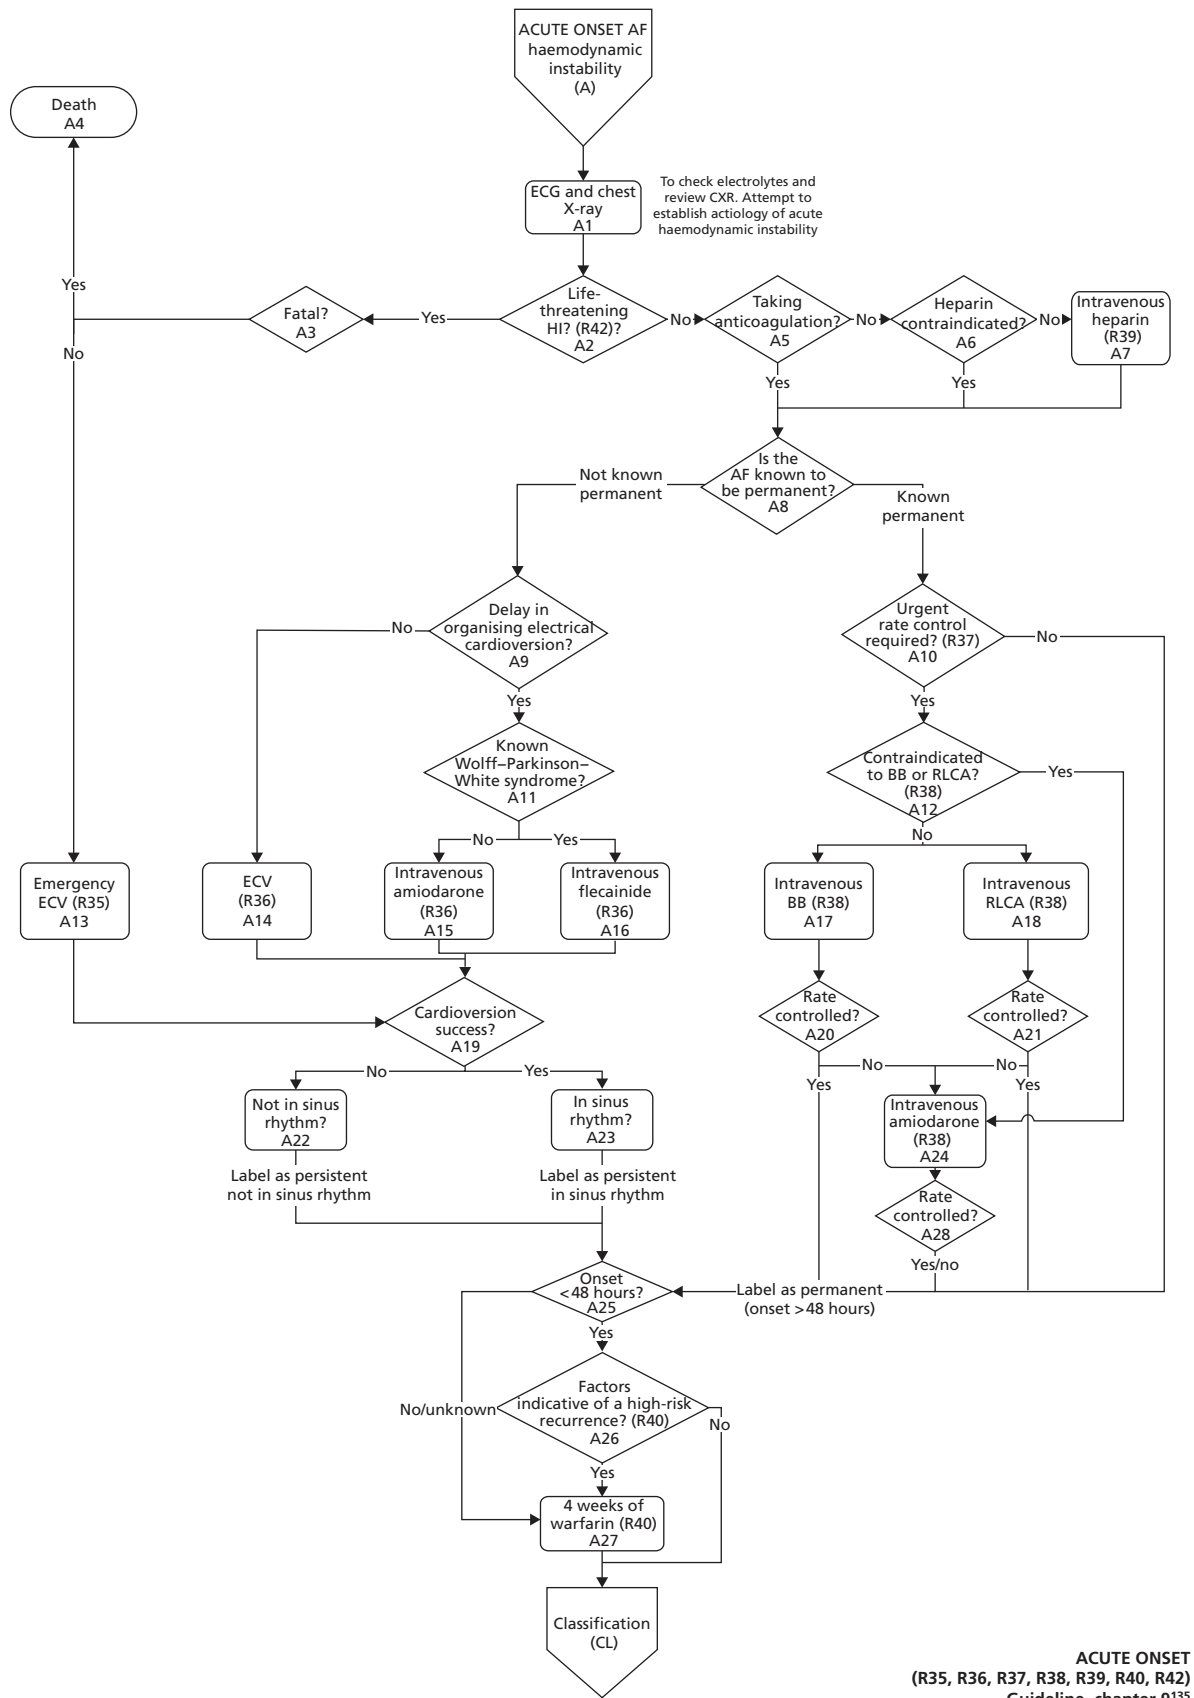 ACUTE ONSET AF
haemodynamic
instability
(A)
Death
A4
ECG and chest
X-ray
A1
To check electrolytes and
review CXR. Attempt to
establish actiology of acute
haemodynamic instability
Yes
No
Fatal?
A3
Yes
Life-
threatening
HI? (R42)?
A2
No
Taking
anticoagulation?
A5
No
Heparin
contraindicated?
A6
No
Intravenous
heparin
(R39)
A7
Yes
Yes
Is the
AF known to
be permanent?
A8
Not known
permanent
Known
permanent
Delay in
organising electrical
cardioversion?
A9
No
Yes
Urgent
rate control
required? (R37)
A10
No
Yes
Known
Wolff–Parkinson–
White syndrome?
A11
No
Yes
Contraindicated
to BB or RLCA?
(R38)
A12
Yes
No
Emergency
ECV (R35)
A13
ECV
(R36)
A14
Intravenous
amiodarone
(R36)
A15
Intravenous
flecainide
(R36)
A16
Intravenous
BB (R38)
A17
Intravenous
RLCA (R38)
A18
Cardioversion
success?
A19
Rate
controlled?
A20
Rate
controlled?
A21
No
Yes
No
No
Yes
Yes
Not in sinus
rhythm?
A22
In sinus
rhythm?
A23
Intravenous
amiodarone
(R38)
A24
Label as persistent
not in sinus rhythm
Label as persistent
in sinus rhythm
Rate
controlled?
A28
Yes/no
Onset
<48 hours?
A25
Label as permanent
(onset >48 hours)
Yes
No/unknown
Factors
indicative of a high-risk
recurrence? (R40)
A26
No
Yes
4 weeks of
warfarin (R40)
A27
Classification
(CL)
ACUTE ONSET
(R35, R36, R37, R38, R39, R40, R42)
Guideline, chapter 9135